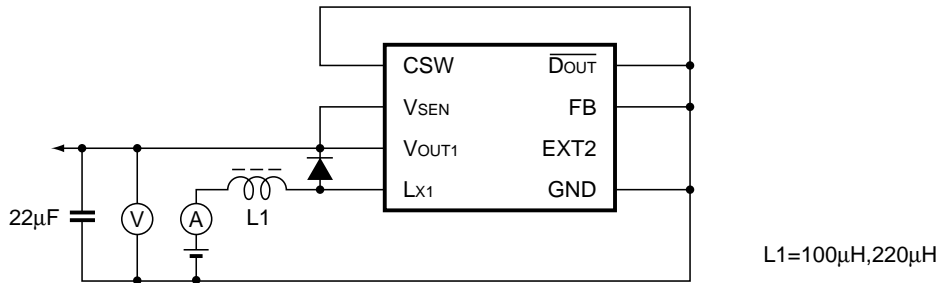 CSW DOUT
VSEN FB
VOUT1 EXT2
LX1 GND
L1
22μF V A
L1=100μH,220μH